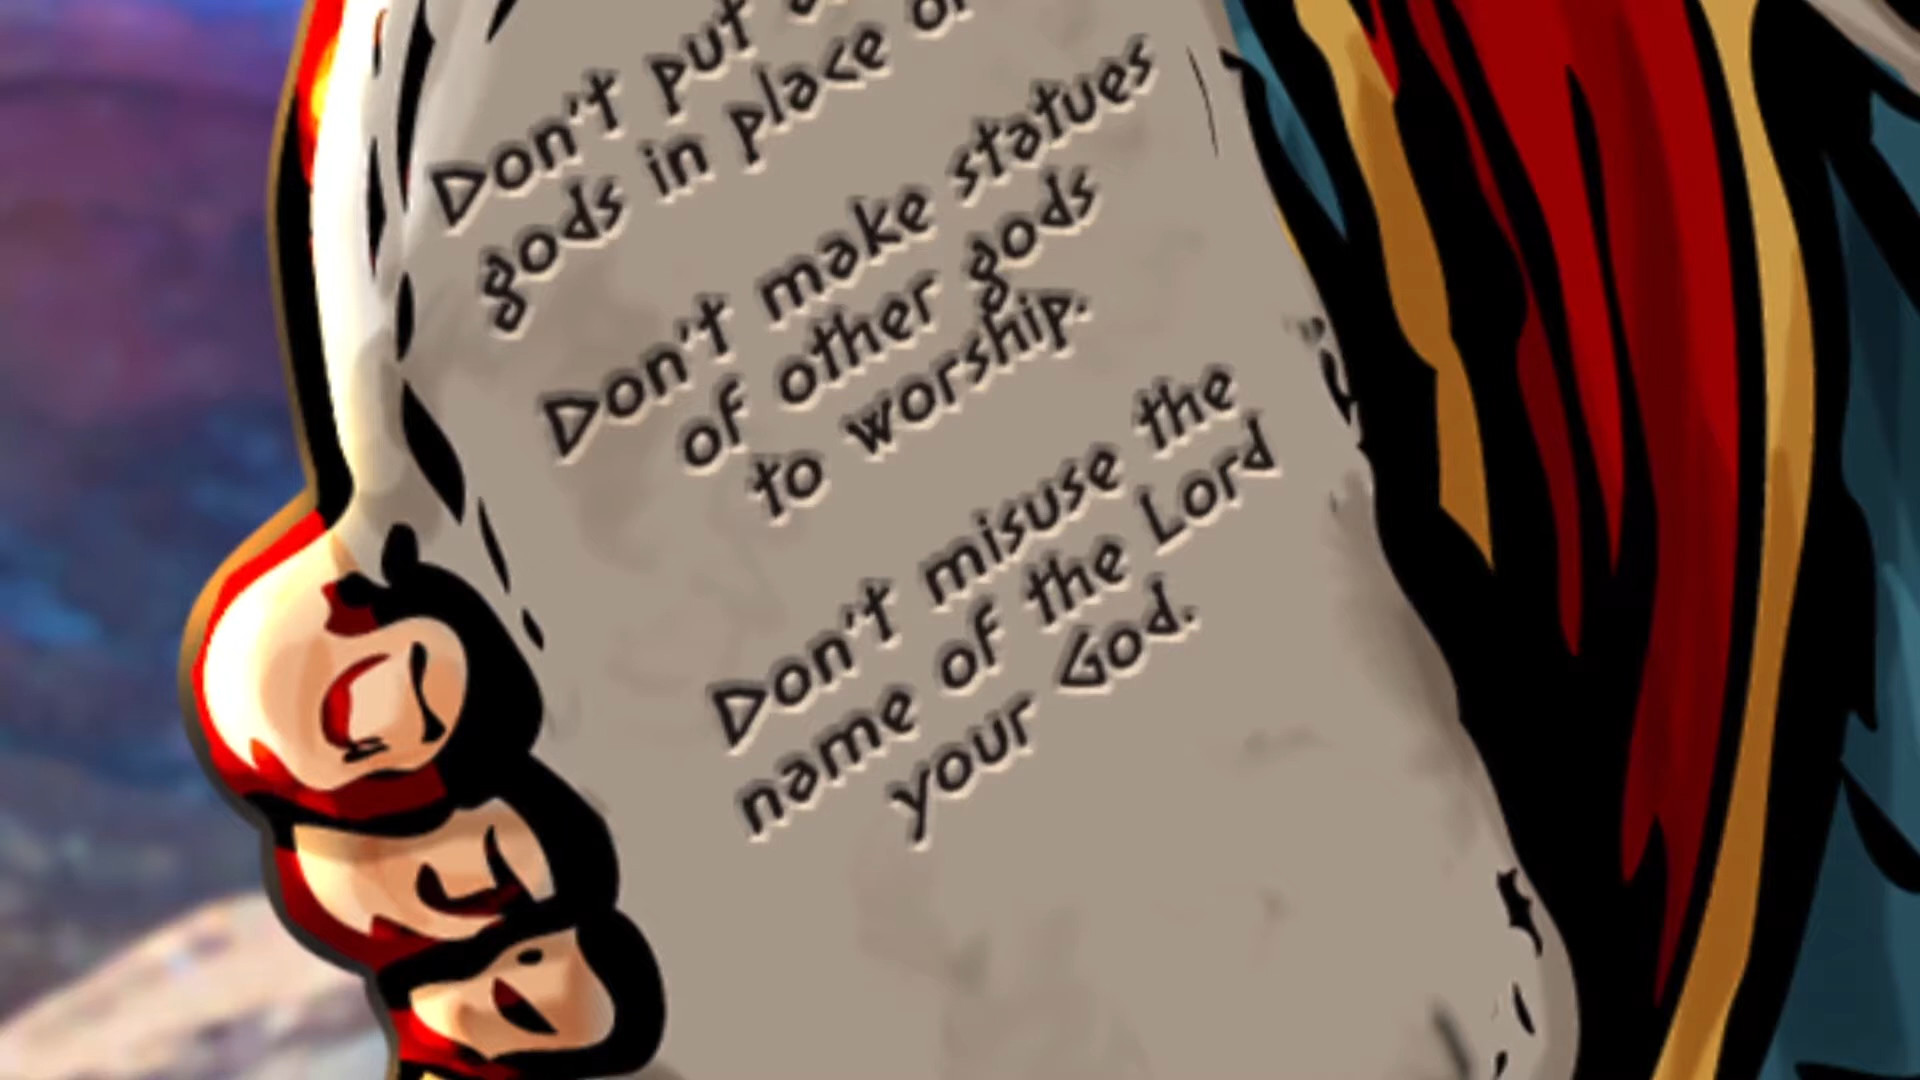 Don't put
gods in place
Don't make statues
of other gods
to worship.
Don't misuse the
name of the Lord
your God.